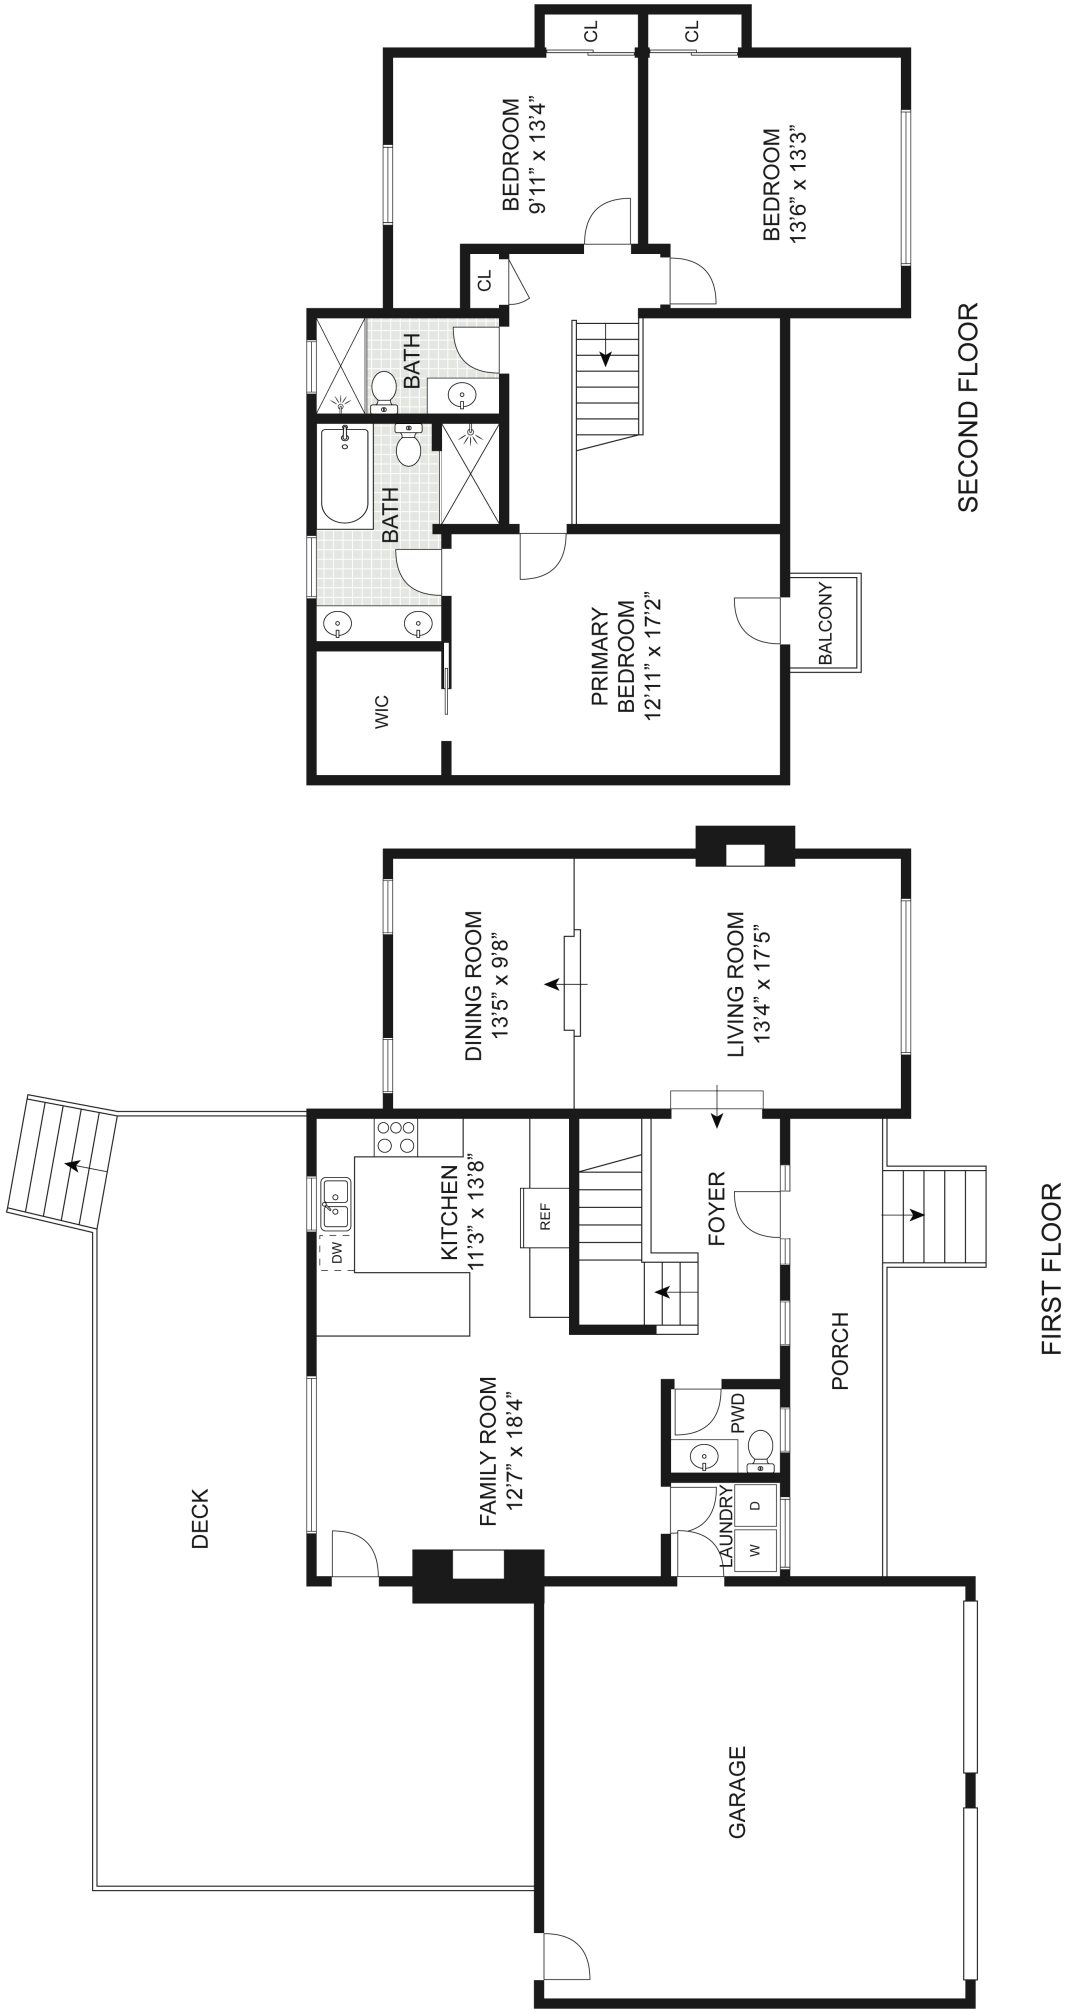 DECK
DW
KITCHEN
11'3" x 13'8"
FAMILY ROOM
12'7" x 18'4"
DINING ROOM
13'5" x 9'8"
REF
FOYER
LIVING ROOM
13'4" x 17'5"
GARAGE
LAUNDRY
W
D
PWD
PORCH
FIRST FLOOR
WIC
BATH
BATH
CL
BEDROOM
9'11" x 13'4"
CL
PRIMARY
BEDROOM
12'11" x 17'2"
CL
BEDROOM
13'6" x 13'3"
BALCONY
SECOND FLOOR